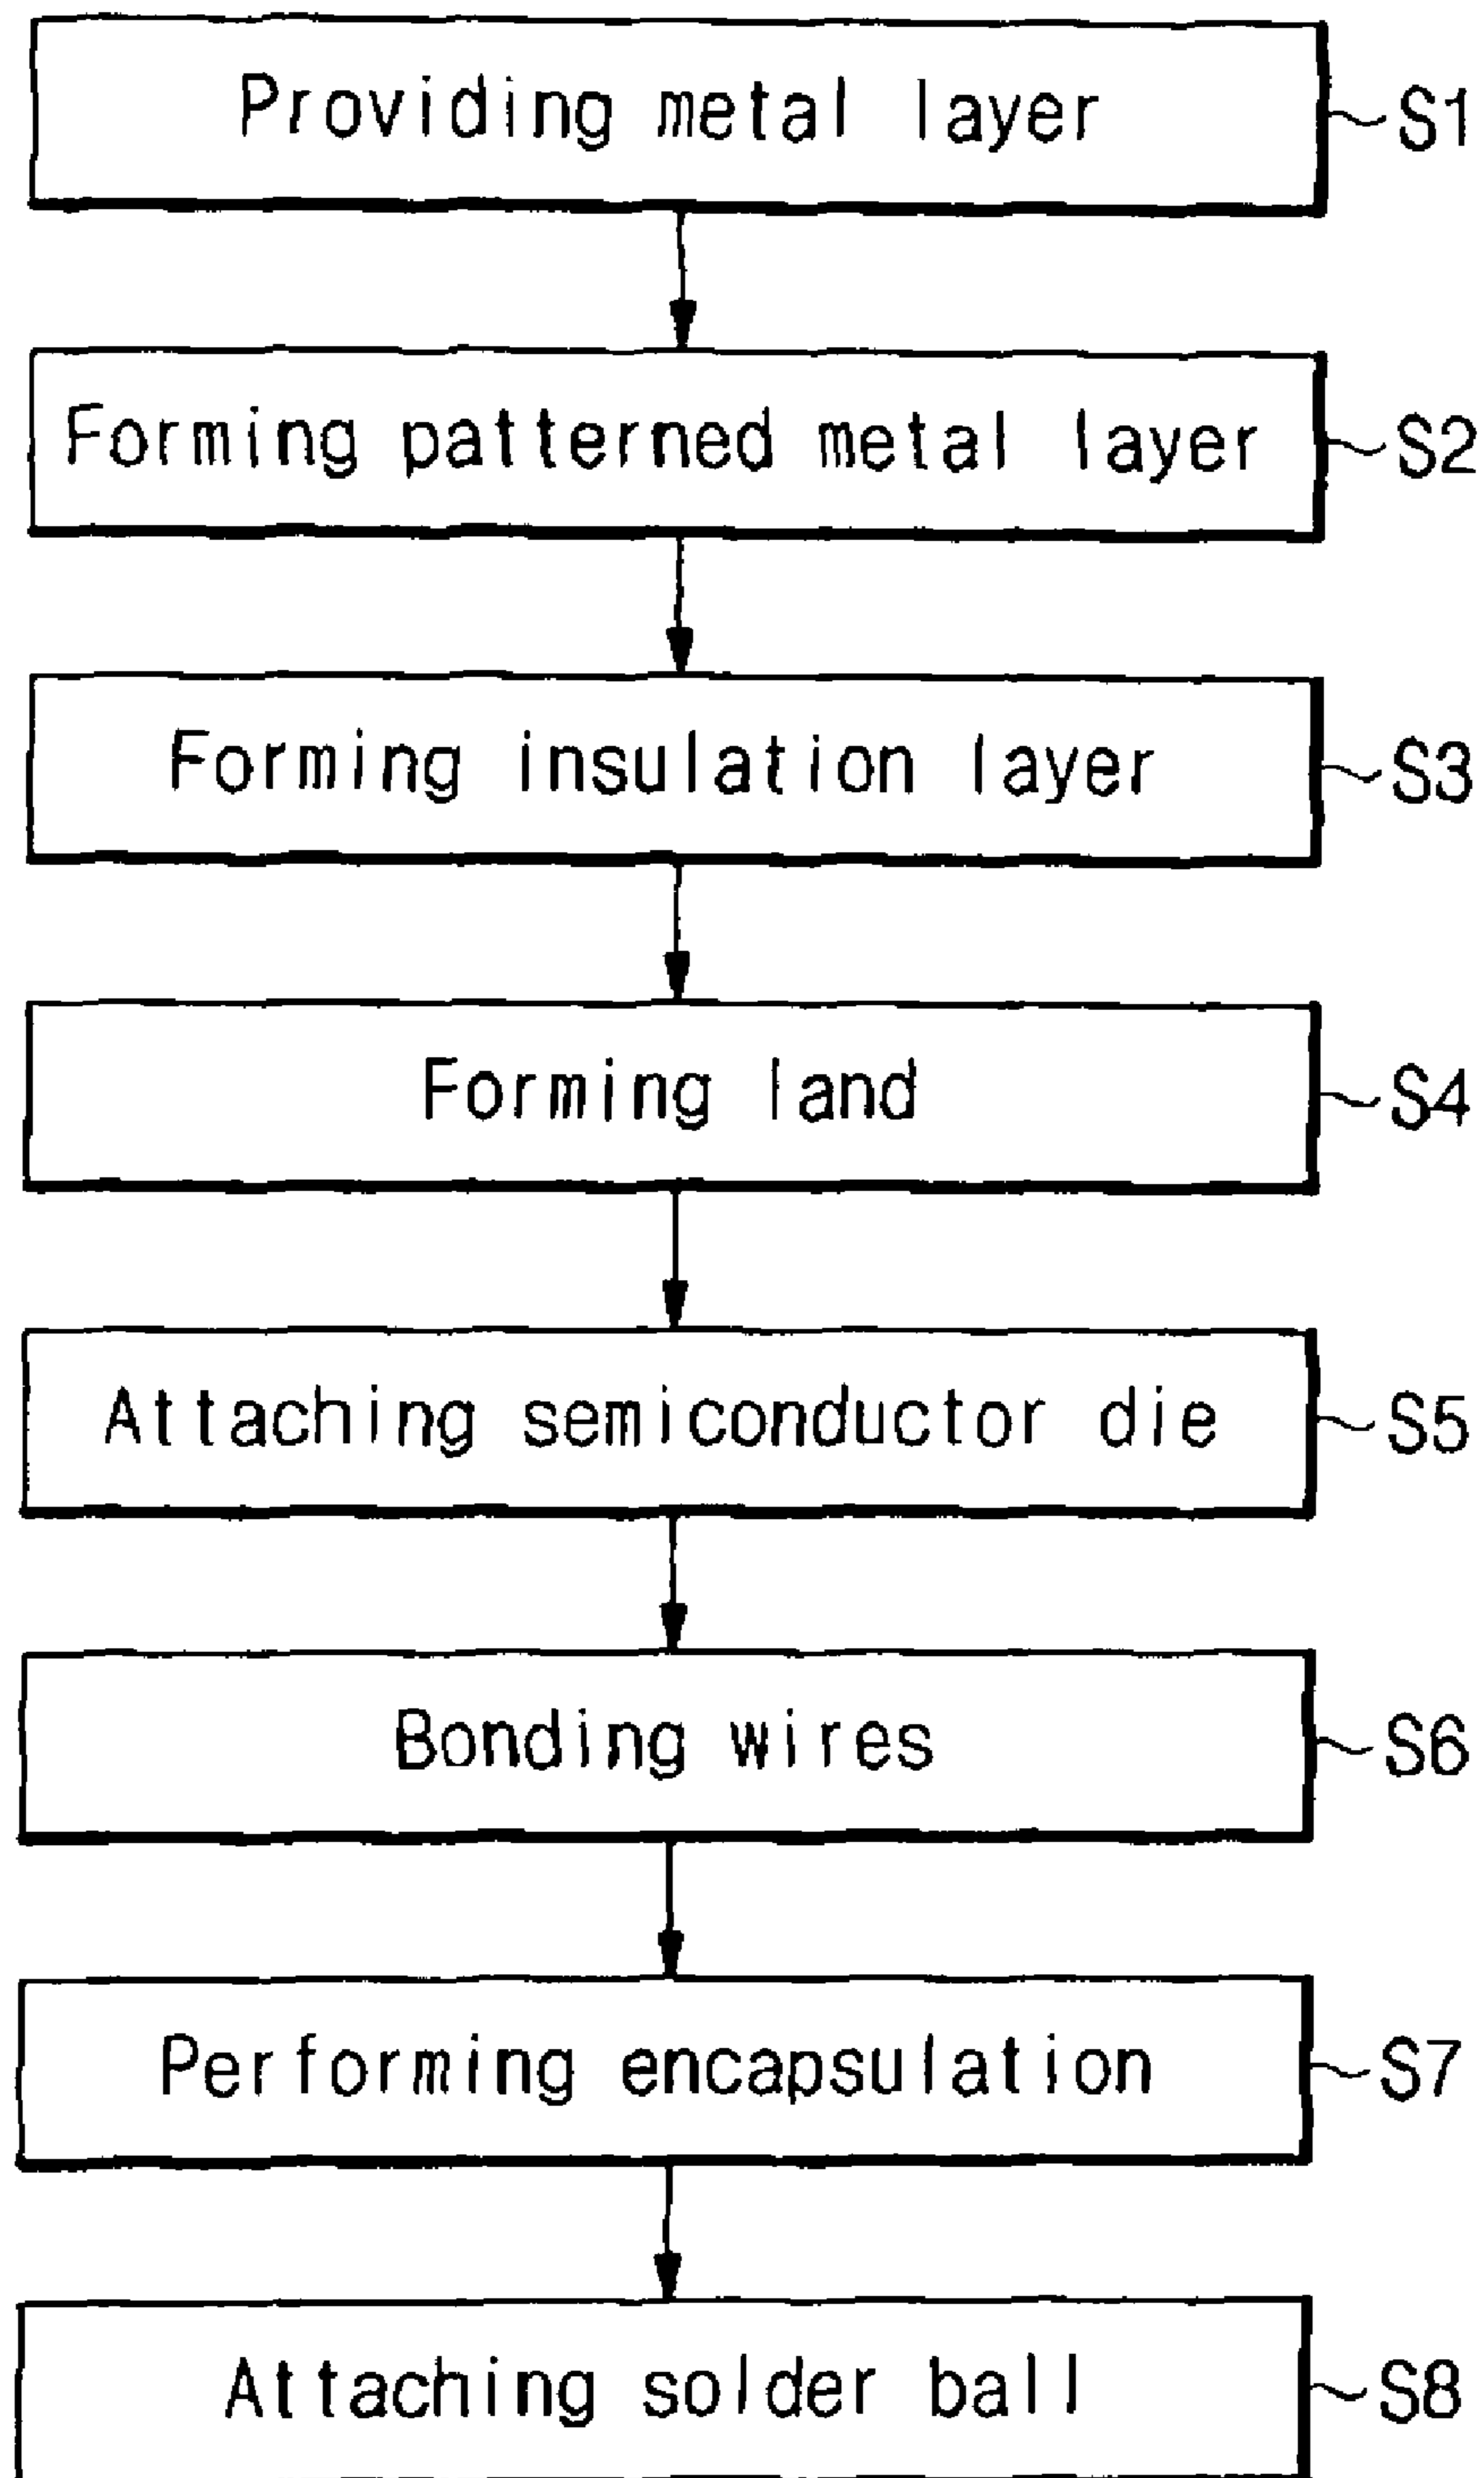 Providing metal layer S1
Forming patterned metal layer S2
Forming insulation layer S3
Forming land S4
Attaching semiconductor die S5
Bonding wires S6
Performing encapsulation S7
Attaching solder ball S8